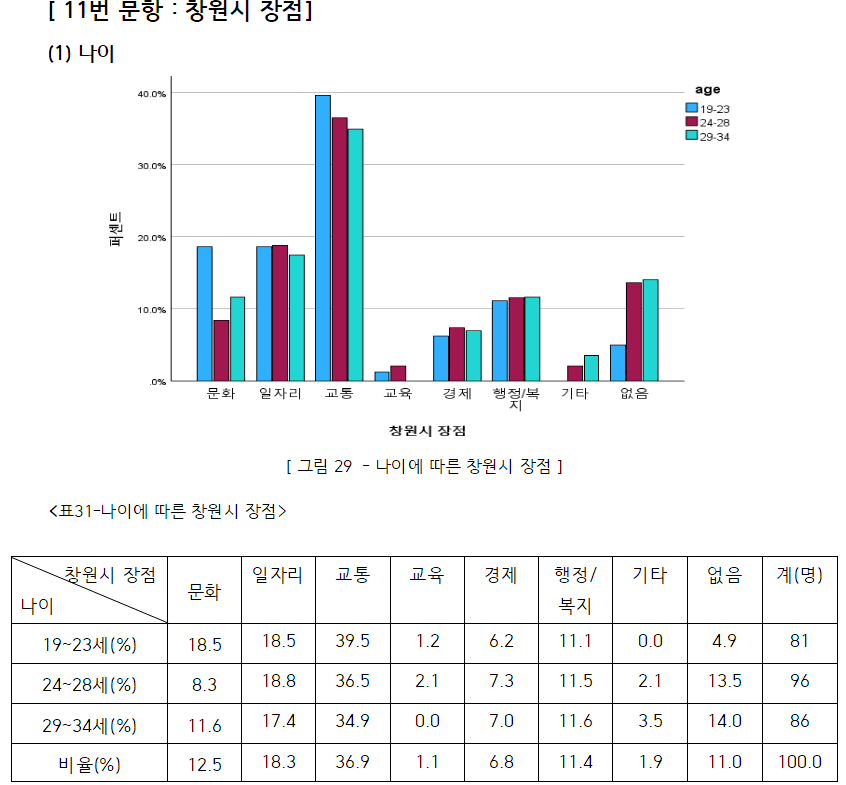 [ 11번 문항 : 창원시 장점]
(1) 나이
40.0%
30.0%
20.0%
10.0%
.0%
퍼센트
age
19-23
24-28
29-34
문화 일자리 교통 교육 경제 행정/복지 기타 없음
창원시 장점
[ 그림 29 - 나이에 따른 창원시 장점 ]
<표31-나이에 따른 창원시 장점>
창원시 장점 나이 문화 일자리 교통 교육 경제 행정/복지 기타 없음 계(명)
19~23세(%) 18.5 18.5 39.5 1.2 6.2 11.1 0.0 4.9 81
24~28세(%) 8.3 18.8 36.5 2.1 7.3 11.5 2.1 13.5 96
29~34세(%) 11.6 17.4 34.9 0.0 7.0 11.6 3.5 14.0 86
비율(%) 12.5 18.3 36.9 1.1 6.8 11.4 1.9 11.0 100.0